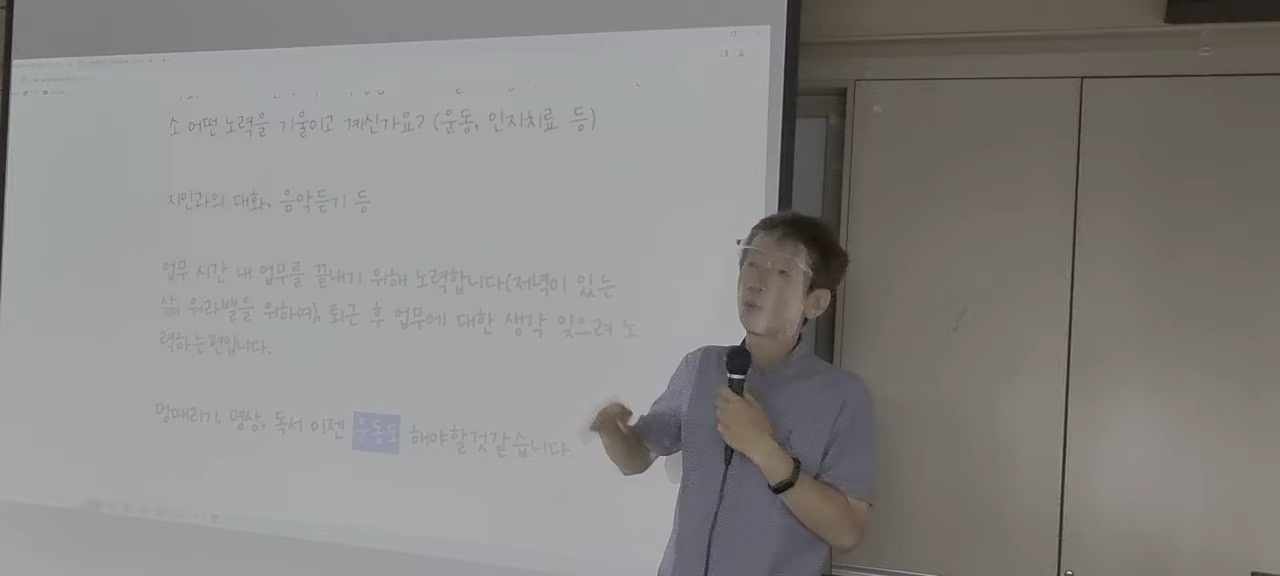 소 어떤 노력을 기울이고 계신가요? (운동, 인지치료 등)
지인과의 대화, 음악듣기 등
업무 시간 내 업무를 끝내기 위해 노력합니다(저녁이 있는
삶, 워라밸을 위하여), 퇴근 후 업무에 대한 생각 잊으려 노
력하는편입니다.
멍때리기, 명상, 독서 이젠 운동도 해야할것같습니다.